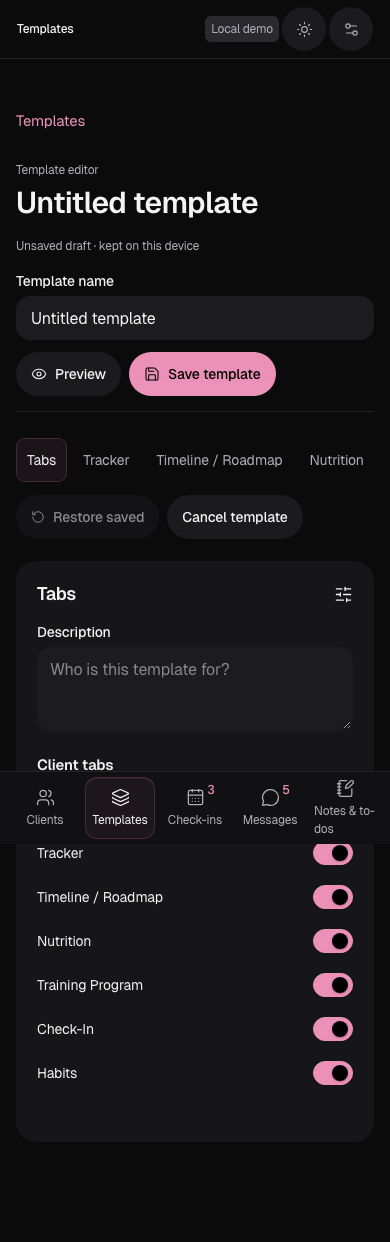 Templates
Local demo
Templates
Template editor
Untitled template
Unsaved draft · kept on this device
Template name
Untitled template
Preview
Save template
Tabs
Tracker
Timeline / Roadmap
Nutrition
Restore saved
Cancel template
Tabs
Description
Who is this template for?
Client tabs
Clients
Templates
3
Check-ins
5
Messages
Notes & to-
dos
Tracker
Timeline / Roadmap
Nutrition
Training Program
Check-In
Habits